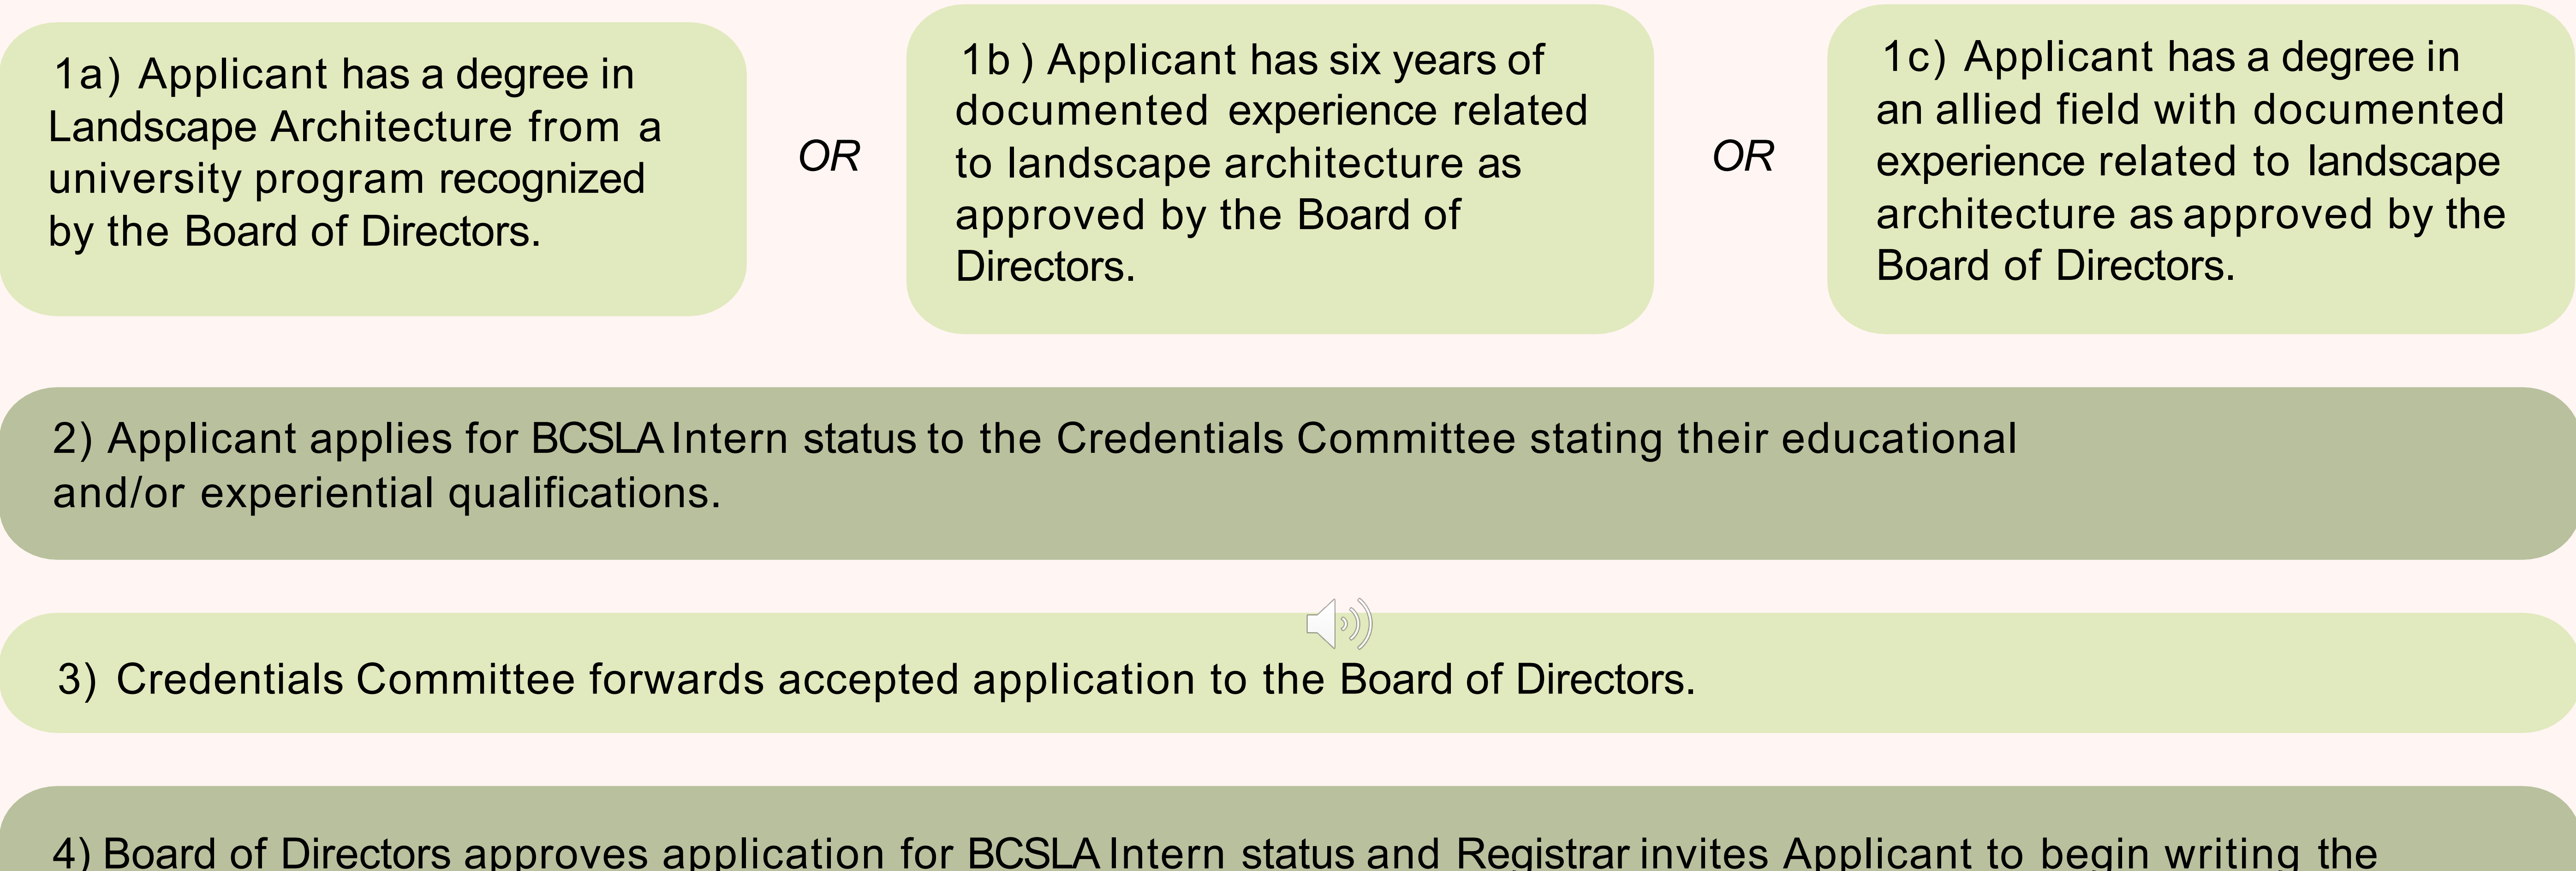 1a) Applicant has a degree in
Landscape Architecture from a
university program recognized
by the Board of Directors.
OR
1b ) Applicant has six years of
documented experience related
to landscape architecture as
approved by the Board of
Directors.
OR
1c) Applicant has a degree in
an allied field with documented
experience related to landscape
architecture as approved by the
Board of Directors.
2) Applicant applies for BCSLA Intern status to the Credentials Committee stating their educational
and/or experiential qualifications.
3) Credentials Committee forwards accepted application to the Board of Directors.
4) Board of Directors approves application for BCSLA Intern status and Registrar invites Applicant to begin writing the